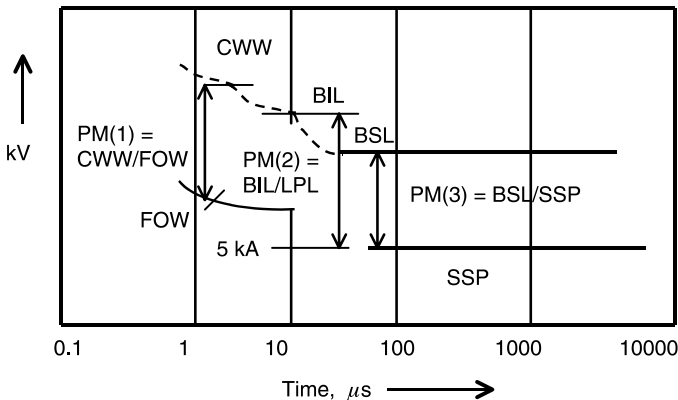 CWW
BIL
BSL
PM(1) =
CWW/FOW
kV
PM(2) =
BIL/LPL
PM(3) = BSL/SSP
FOW
5 kA
SSP
0.1 1 10 100 1000 10000
Time, μs